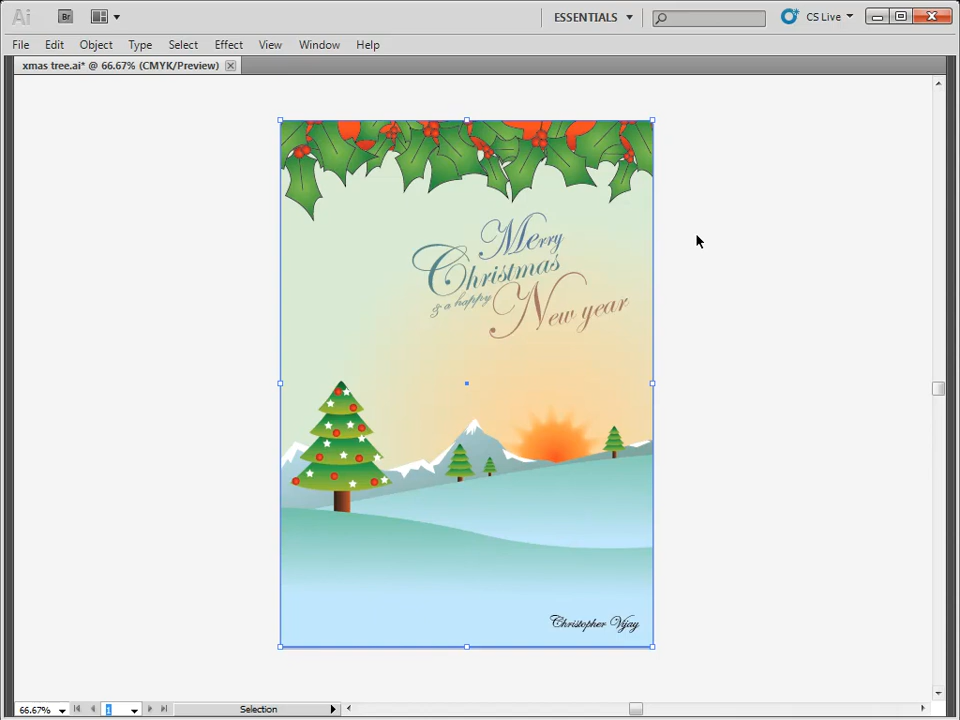 Ai Br ESSENTIALS CS Live
File Edit Object Type Select Effect View Window Help
xmas tree.ai* @ 66.67% (CMYK/Preview)
Merry
Christmas
& a happy
New year
Christopher Vijay
66.67% 1 Selection